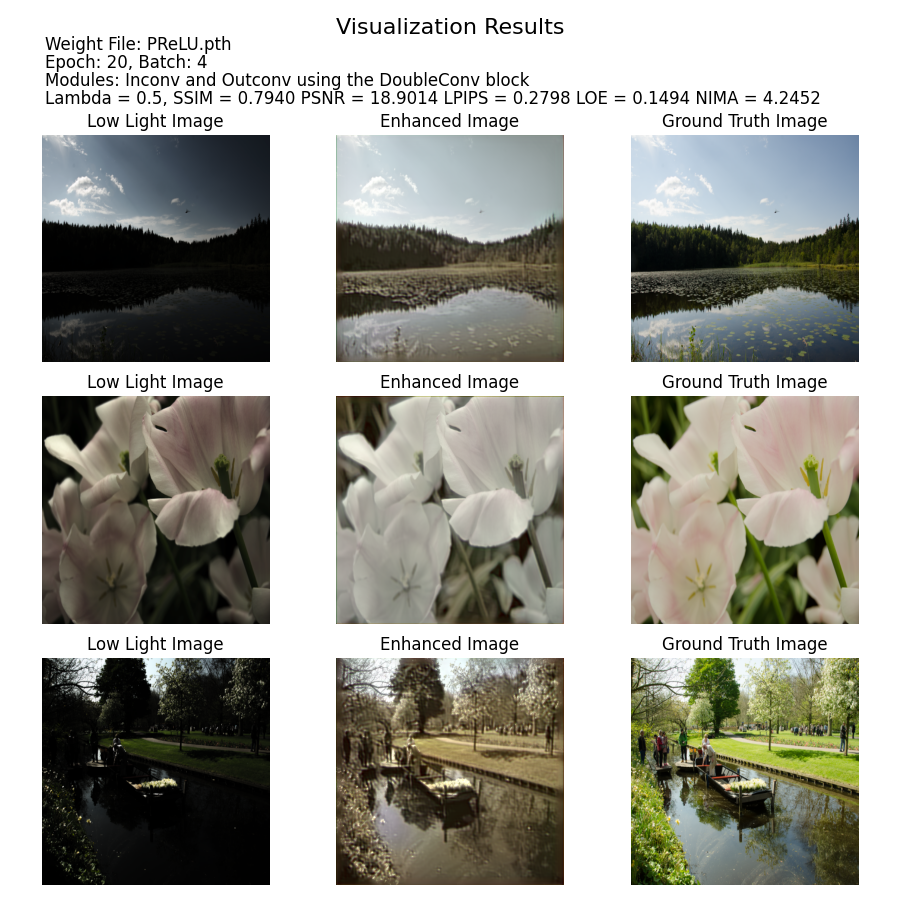 Visualization Results
Weight File: PReLU.pth
Epoch: 20, Batch: 4
Modules: Inconv and Outconv using the DoubleConv block
Lambda = 0.5, SSIM = 0.7940 PSNR = 18.9014 LPIPS = 0.2798 LOE = 0.1494 NIMA = 4.2452
Low Light Image Enhanced Image Ground Truth Image
Low Light Image Enhanced Image Ground Truth Image
Low Light Image Enhanced Image Ground Truth Image